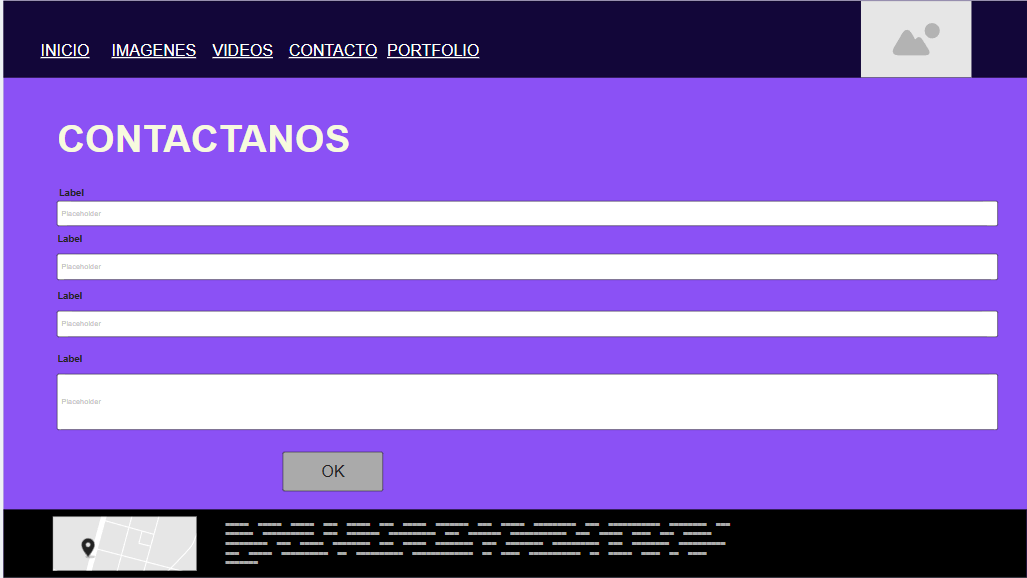 INICIO IMAGENES VIDEOS CONTACTO PORTFOLIO
CONTACTANOS
Label
Placeholder
Label
Placeholder
Label
Placeholder
Label
Placeholder
OK